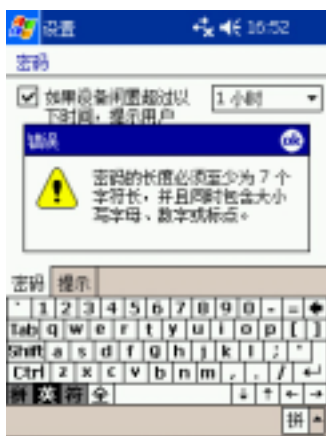 设置 16:52
密码
如果设备闲置超过以 1 小时
下时间，提示用户
错误 ok
密码的长度必须至少为 7 个
字符长，并且同时包含大小
写字母、数字或标点。
密码 提示
` 1 2 3 4 5 6 7 8 9 0 - =
Tab q w e r t y u i o p [ ]
Shift a s d f g h j k l ; '
Ctrl z x c v b n m , . / ↵
拼 英 符 全 ↓ ↑ ← →
拼